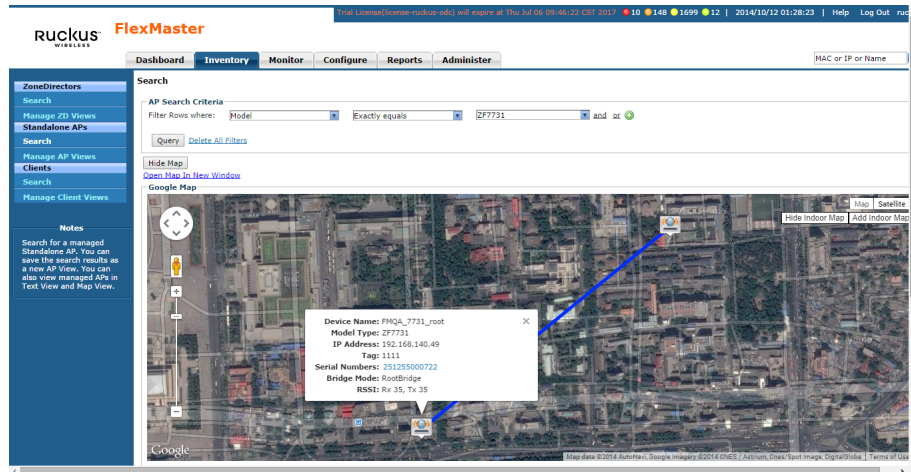 Trial License(license-ruckus-adc) will expire at Thu Jul 06 09:46:22 CST 2017 10 148 1699 12 | 2014/10/12 01:28:23 | Help Log Out
RUCKUS WIRELESS
FlexMaster
Dashboard Inventory Monitor Configure Reports Administer
MAC or IP or Name
ZoneDirectors
Search
Manage ZD Views
Standalone APs
Search
Manage AP Views
Clients
Search
Manage Client Views
Notes
Search for a managed
Standalone AP. You can
save the search results as
a new AP View. You can
also view managed APs in
Text View and Map View.
Search
AP Search Criteria
Filter Rows where: Model Exactly equals ZF7731 and or
Query Delete All Filters
Hide Map
Open Map In New Window
Google Map
Map Satellite
Hide Indoor Map Add Indoor Map
Device Name: FMQA_7731_root
Model Type: ZF7731
IP Address: 192.168.140.49
Tag: 1111
Serial Numbers: 251255000722
Bridge Mode: RootBridge
RSSI: Rx 35, Tx 35
Google
Map data ©2014 AutoNavi, Google Imagery ©2014 CNES / Astrium, Cnes/Spot Image, DigitalGlobe Terms of Use